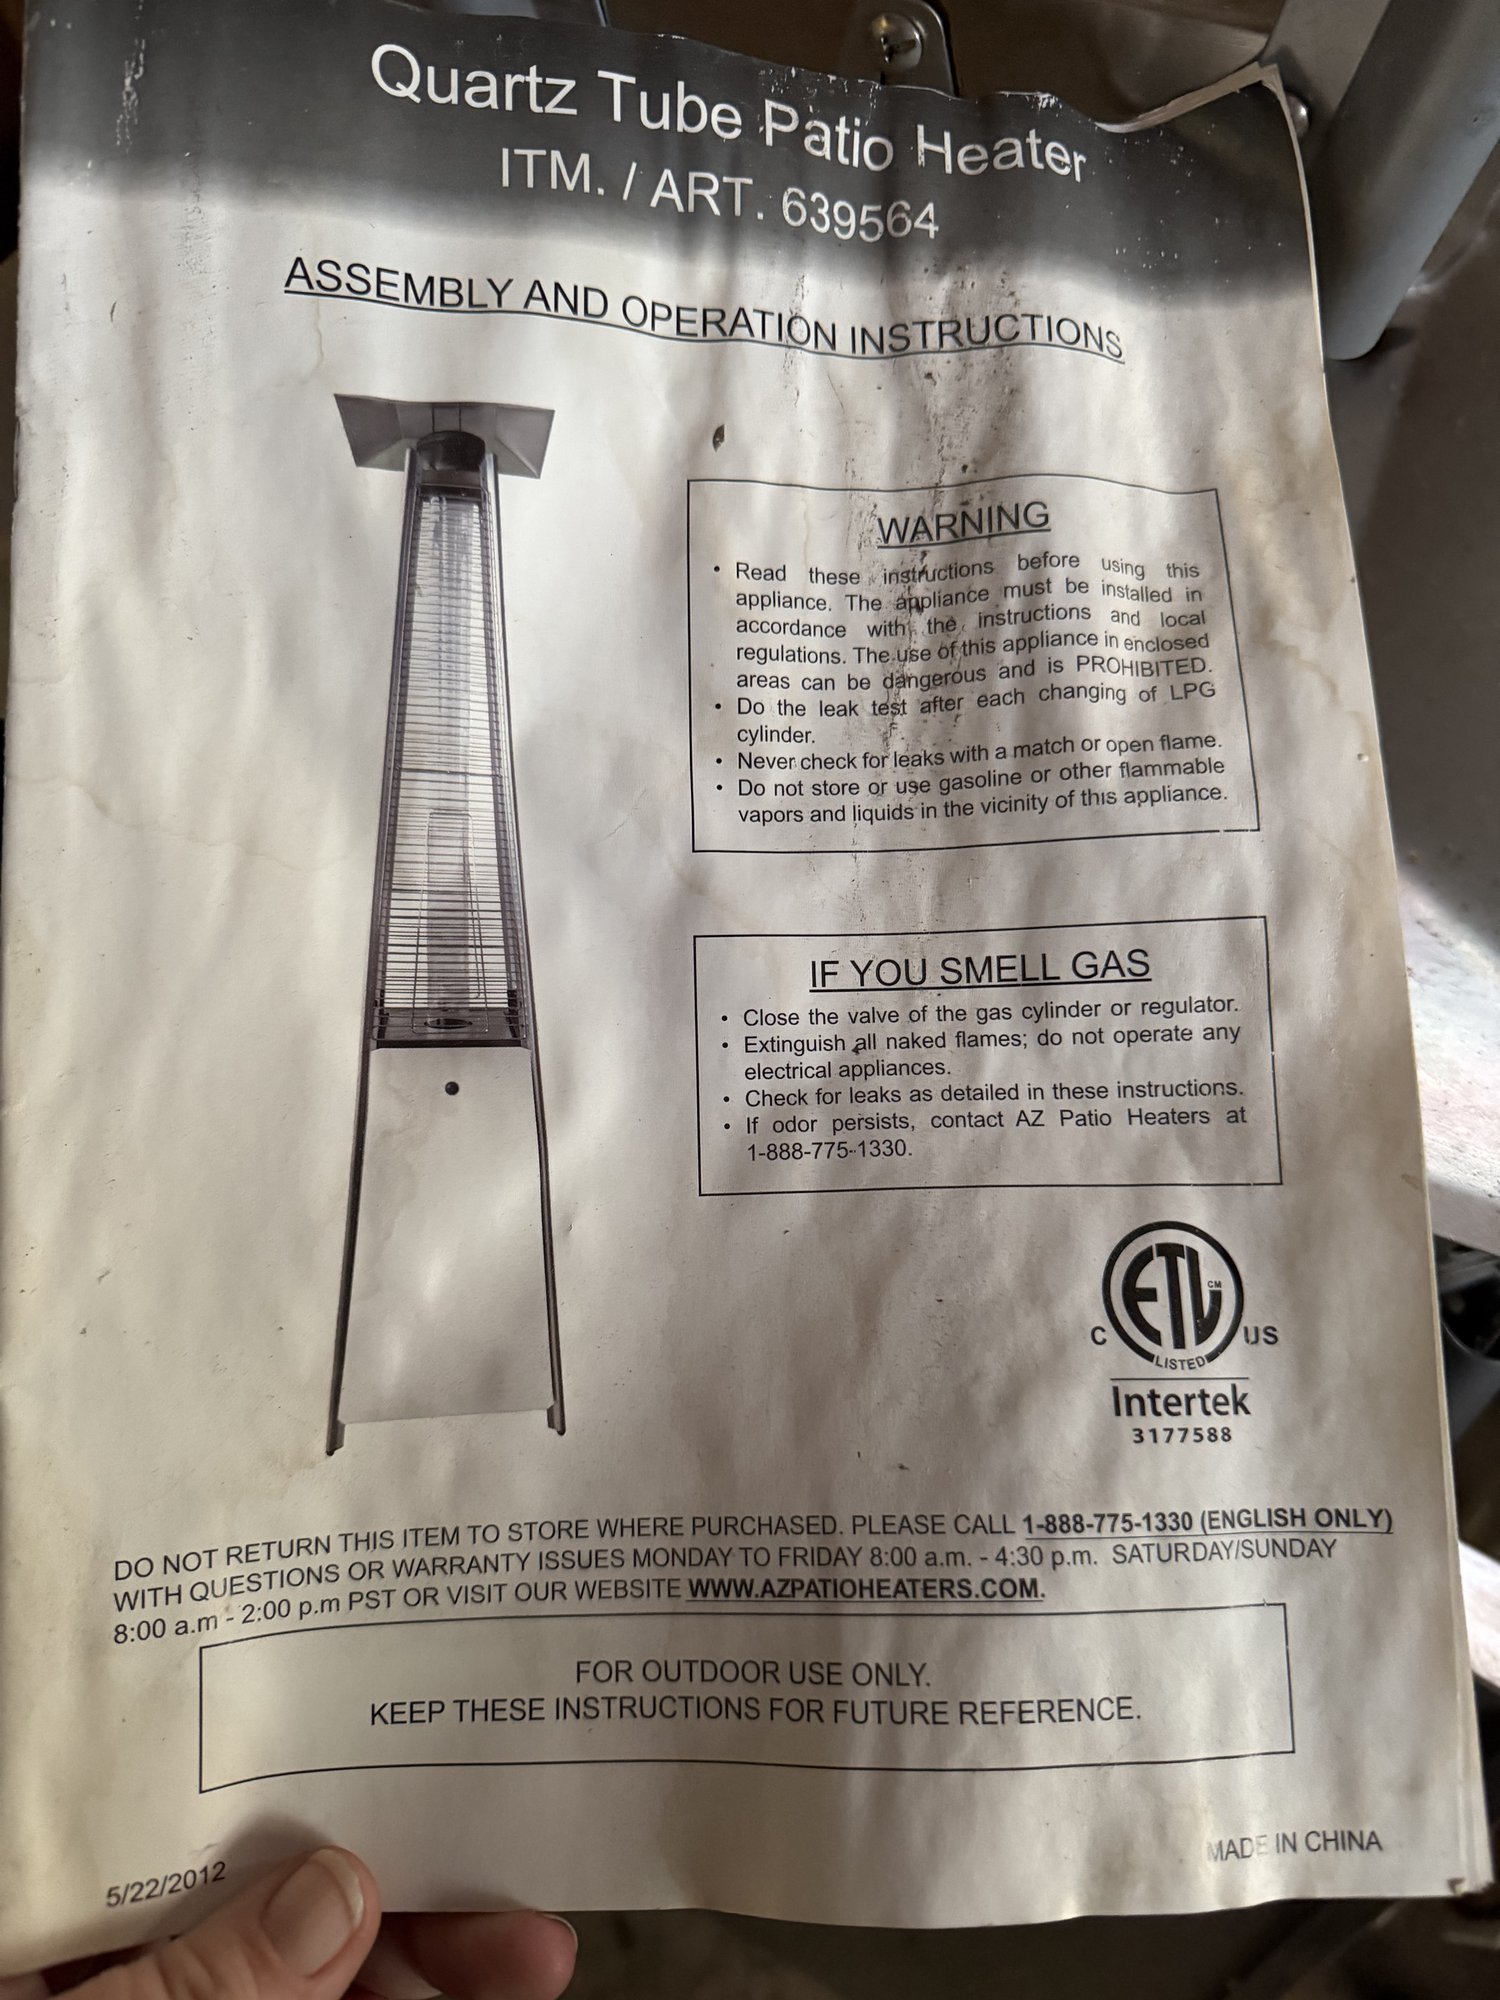 Quartz Tube Patio Heater
ITM. / ART. 639564
ASSEMBLY AND OPERATION INSTRUCTIONS
WARNING
• Read these instructions before using this
appliance. The appliance must be installed in
accordance with the instructions and local
regulations. The use of this appliance in enclosed
areas can be dangerous and is PROHIBITED.
• Do the leak test after each changing of LPG
cylinder.
• Never check for leaks with a match or open flame.
• Do not store or use gasoline or other flammable
vapors and liquids in the vicinity of this appliance.
IF YOU SMELL GAS
• Close the valve of the gas cylinder or regulator.
• Extinguish all naked flames; do not operate any
electrical appliances.
• Check for leaks as detailed in these instructions.
• If odor persists, contact AZ Patio Heaters at
1-888-775-1330.
ETL CM
C US
LISTED
Intertek
3177588
DO NOT RETURN THIS ITEM TO STORE WHERE PURCHASED. PLEASE CALL 1-888-775-1330 (ENGLISH ONLY)
WITH QUESTIONS OR WARRANTY ISSUES MONDAY TO FRIDAY 8:00 a.m. - 4:30 p.m. SATURDAY/SUNDAY
8:00 a.m - 2:00 p.m PST OR VISIT OUR WEBSITE WWW.AZPATIOHEATERS.COM.
FOR OUTDOOR USE ONLY.
KEEP THESE INSTRUCTIONS FOR FUTURE REFERENCE.
MADE IN CHINA
5/22/2012